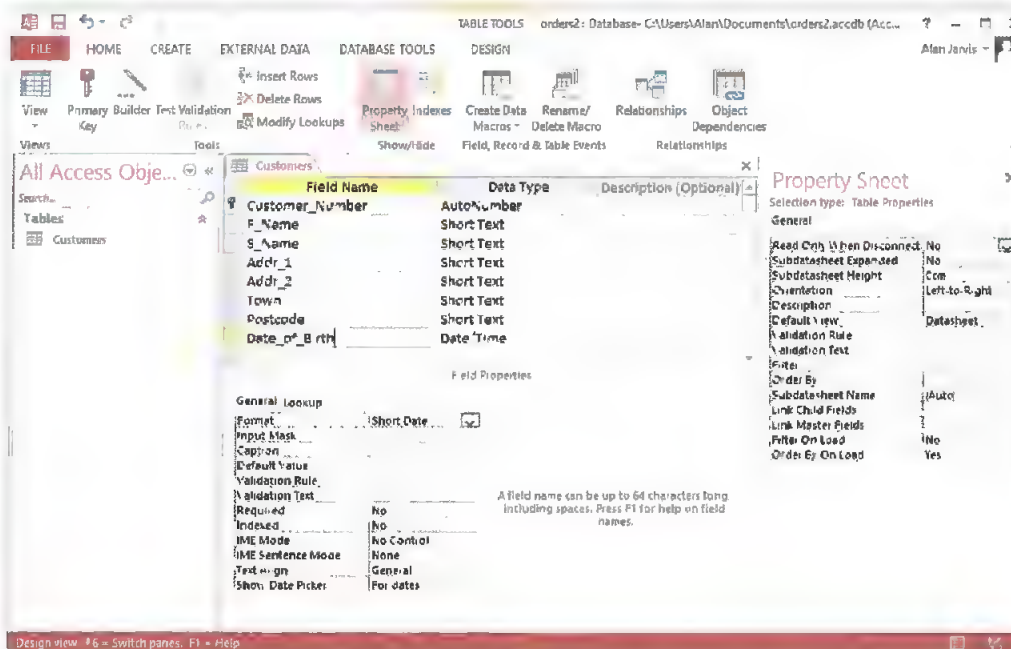 TABLE TOOLS orders2 : Database- C:\Users\Alan\Documents\orders2.accdb (Acc... ?
FILE HOME CREATE EXTERNAL DATA DATABASE TOOLS DESIGN Alan Jarvis
View Primary Key Builder Test Validation
Insert Rows
Delete Rows
Modify Lookups
Property Sheet Indexes
Create Data Macros Rename/ Delete Macro
Relationships Object Dependencies
Views Tools Show/Hide Field, Record & Table Events Relationships
All Access Obje...
Search...
Tables
Customers
Customers
Field Name Data Type Description (Optional)
Customer_Number AutoNumber
F_Name Short Text
S_Name Short Text
Addr_1 Short Text
Addr_2 Short Text
Town Short Text
Postcode Short Text
Date_of_Birth Date/Time
Field Properties
General Lookup
Format Short Date
Input Mask
Caption
Default Value
Validation Rule
Validation Text
Required No
Indexed No
IME Mode No Control
IME Sentence Mode None
Text Align General
Show Date Picker For dates
A field name can be up to 64 characters long,
including spaces. Press F1 for help on field
names.
Property Sheet
Selection type: Table Properties
General
Read Only When Disconnect No
Subdatasheet Expanded No
Subdatasheet Height 0cm
Orientation Left-to-Right
Description
Default View Datasheet
Validation Rule
Validation Text
Filter
Order By
Subdatasheet Name [Auto]
Link Child Fields
Link Master Fields
Filter On Load No
Order By On Load Yes
Design view. F6 = Switch panes. F1 = Help